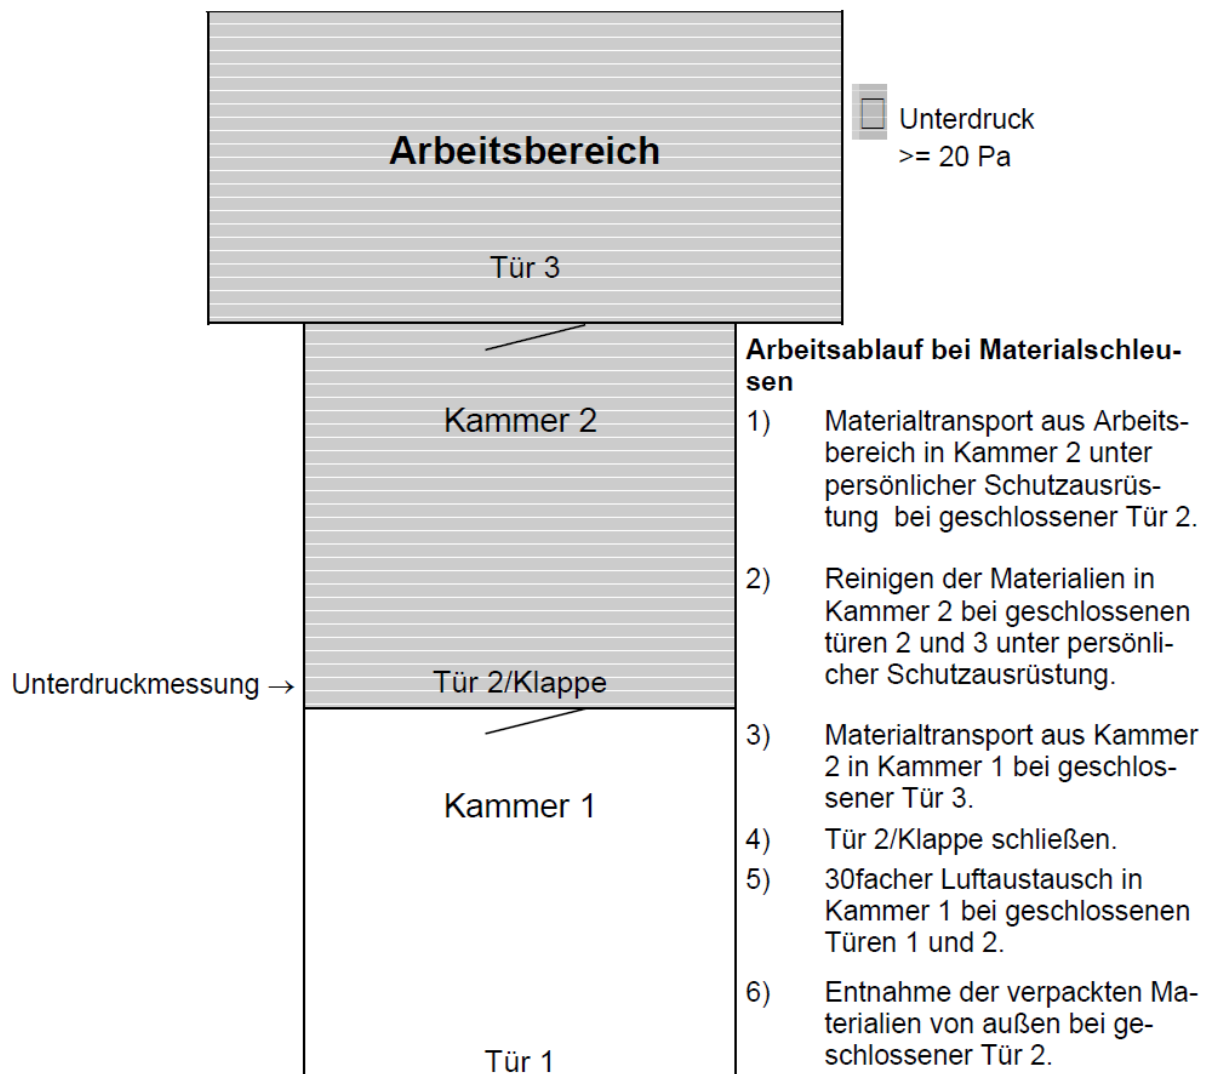 Arbeitsbereich
Unterdruck
>= 20 Pa
Tür 3
Kammer 2
Unterdruckmessung →
Tür 2/Klappe
Kammer 1
Tür 1
Arbeitsablauf bei Materialschleu-
sen
1) Materialtransport aus Arbeits-
bereich in Kammer 2 unter
persönlicher Schutzausrüs-
tung bei geschlossener Tür 2.
2) Reinigen der Materialien in
Kammer 2 bei geschlossenen
türen 2 und 3 unter persönli-
cher Schutzausrüstung.
3) Materialtransport aus Kammer
2 in Kammer 1 bei geschlos-
sener Tür 3.
4) Tür 2/Klappe schließen.
5) 30facher Luftaustausch in
Kammer 1 bei geschlossenen
Türen 1 und 2.
6) Entnahme der verpackten Ma-
terialien von außen bei ge-
schlossener Tür 2.